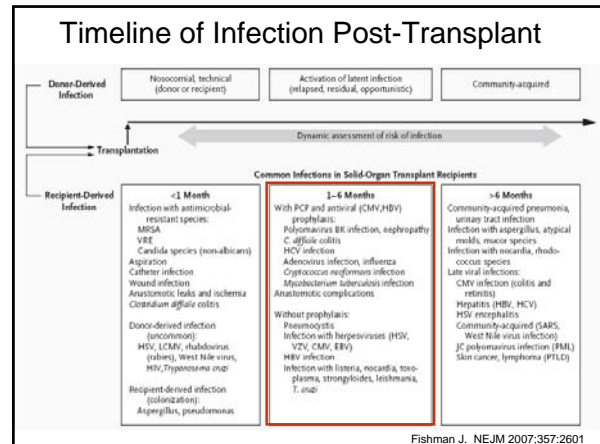 Timeline of Infection Post-Transplant
Donor-Derived
Infection
Nosocomial, technical
(donor or recipient)
Activation of latent infection
(relapsed, residual, opportunistic)
Community-acquired
Dynamic assessment of risk of infection
Transplantation
Common Infections in Solid-Organ Transplant Recipients
Recipient-Derived
Infection
<1 Month
Infection with antimicrobial-
resistant species:
MRSA
VRE
Candida species (non-albicans)
Aspiration
Catheter infection
Wound infection
Anastomotic leaks and ischemia
Clostridium difficile colitis
Donor-derived infection
(uncommon):
HSV, LCMV, rhabdovirus
(rabies), West Nile virus,
HIV, Trypanosoma cruzi
Recipient-derived infection
(colonization):
Aspergillus, pseudomonas
1–6 Months
With PCP and antiviral (CMV,HBV)
prophylaxis:
Polyomavirus BK infection, nephropathy
C. difficile colitis
HCV infection
Adenovirus infection, influenza
Cryptococcus neoformans infection
Mycobacterium tuberculosis infection
Anastomotic complications
Without prophylaxis:
Pneumocystis
Infection with herpesviruses (HSV,
VZV, CMV, EBV)
HBV infection
Infection with listeria, nocardia, toxo-
plasma, strongyloides, leishmania,
T. cruzi
>6 Months
Community-acquired pneumonia,
urinary tract infection
Infection with aspergillus, atypical
molds, mucor species
Infection with nocardia, rhodo-
coccus species
Late viral infections:
CMV infection (colitis and
retinitis)
Hepatitis (HBV, HCV)
HSV encephalitis
Community-acquired (SARS,
West Nile virus infection)
JC polyomavirus infection (PML)
Skin cancer, lymphoma (PTLD)
Fishman J. NEJM 2007;357:2601